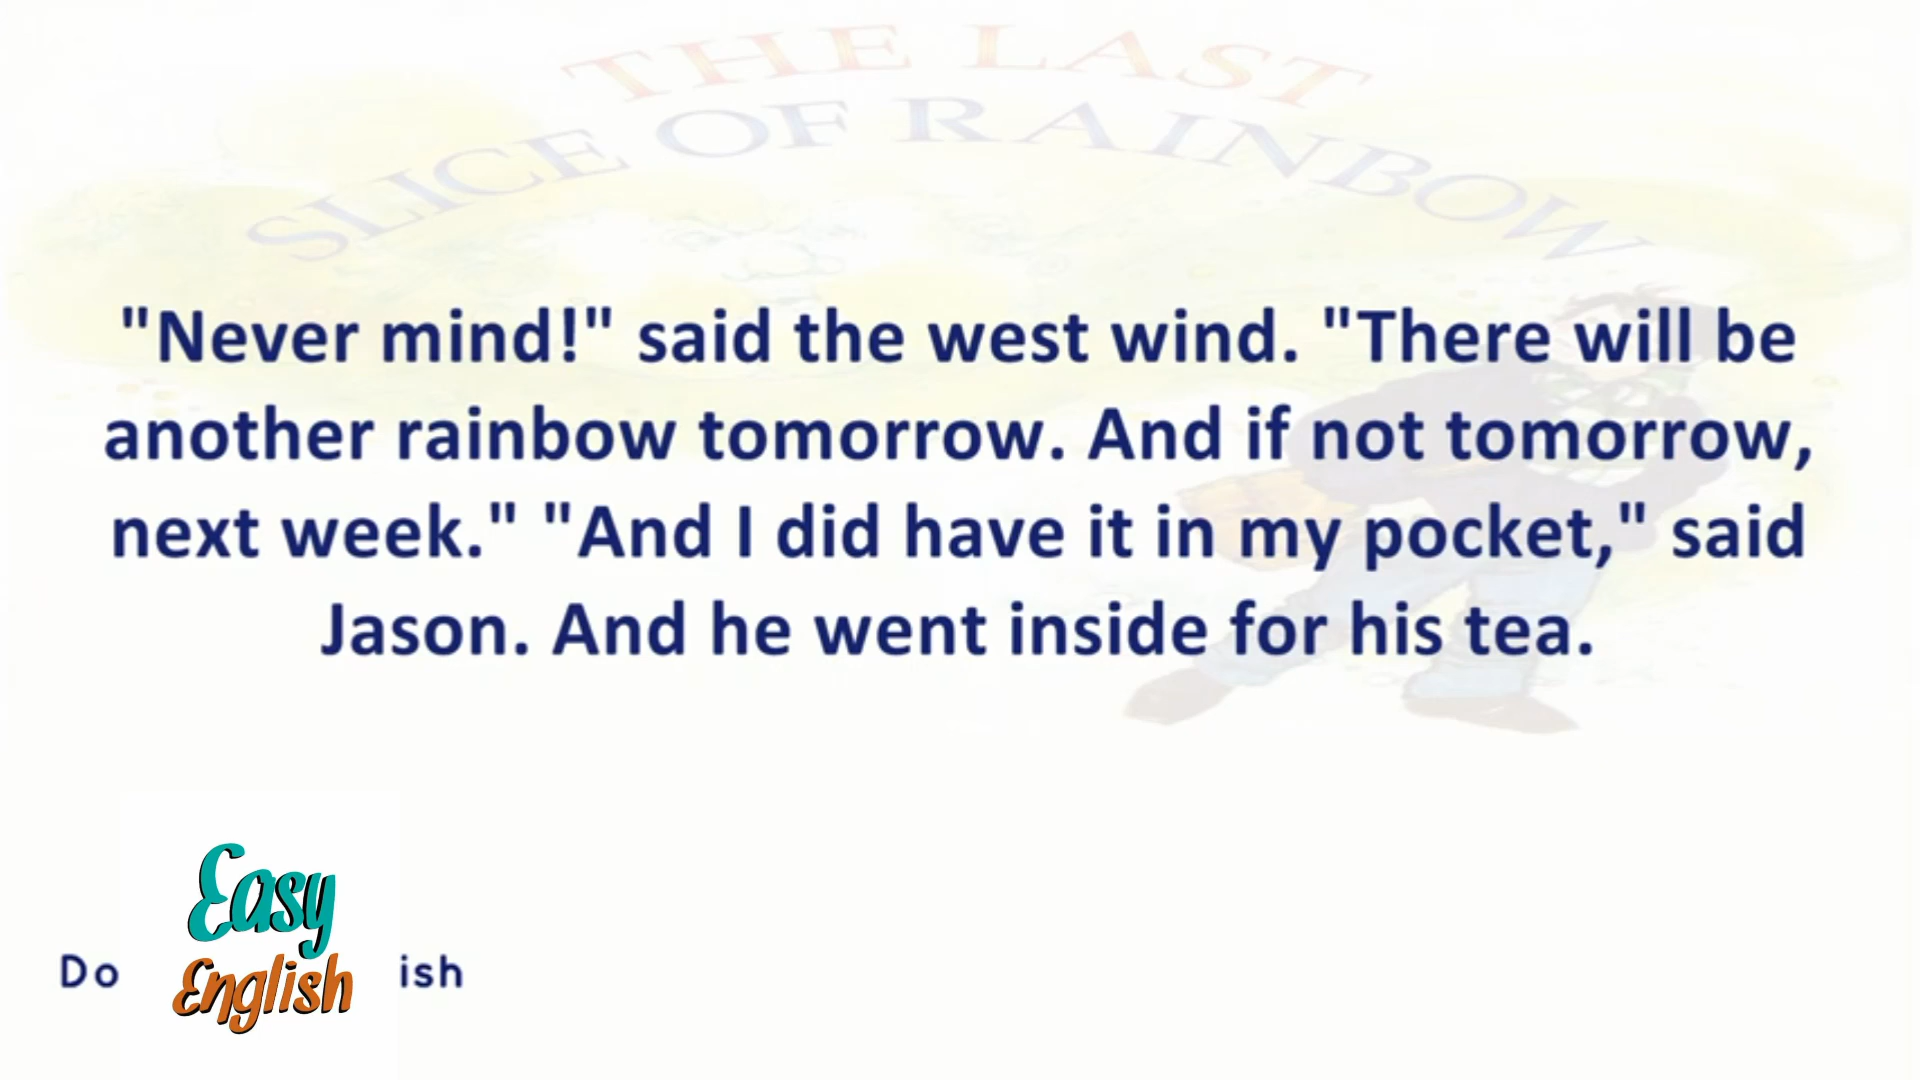 THE LAST
SLICE OF RAINBOW
"Never mind!" said the west wind. "There will be
another rainbow tomorrow. And if not tomorrow,
next week." "And I did have it in my pocket," said
Jason. And he went inside for his tea.
Easy
English
Do ish